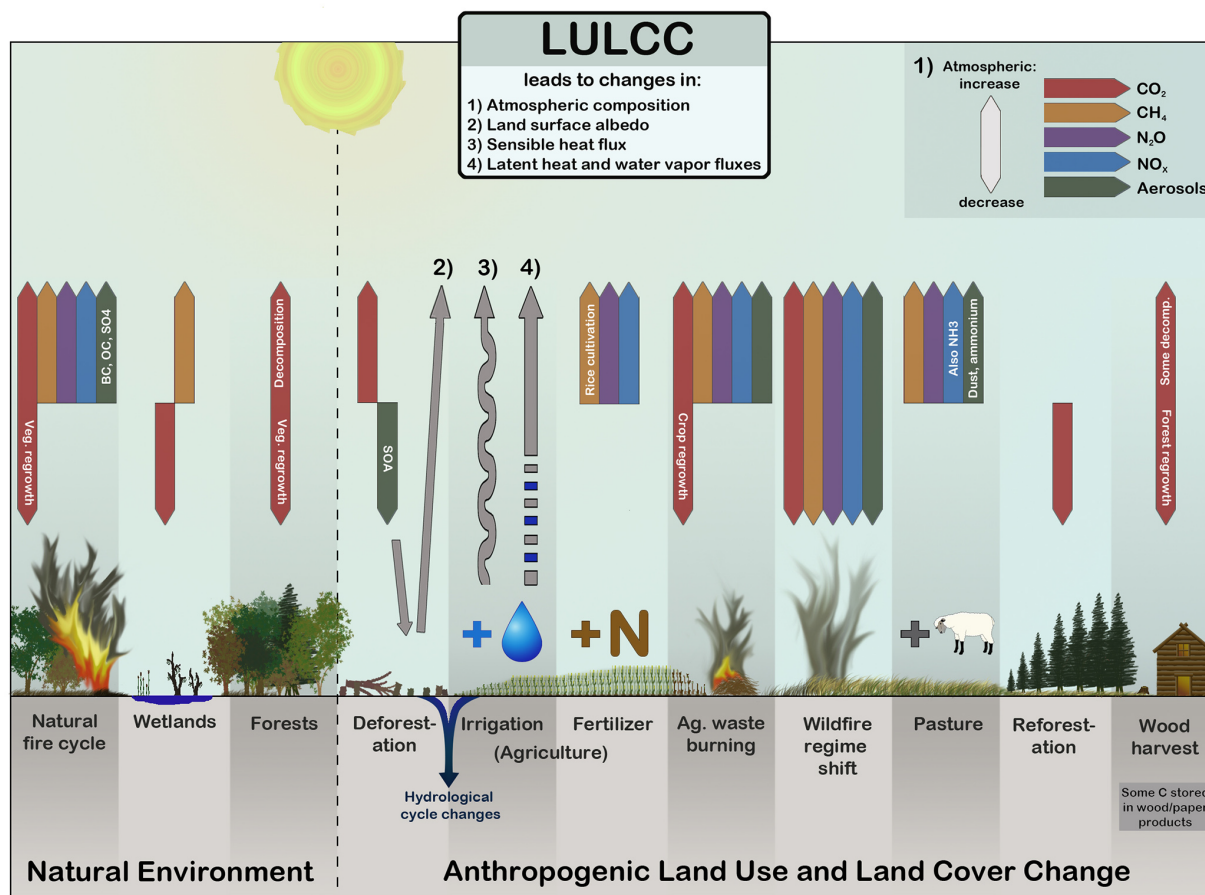 LULCC
leads to changes in:
1) Atmospheric composition
2) Land surface albedo
3) Sensible heat flux
4) Latent heat and water vapor fluxes
1) Atmospheric:
increase
decrease
CO₂
CH₄
N₂O
NOₓ
Aerosols
2)
3)
4)
Veg. regrowth
BC, OC, SO4
Decomposition
Veg. regrowth
SOA
Rice cultivation
Crop regrowth
Also NH3
Dust, ammonium
Some decomp.
Forest regrowth
+
+N
+
Natural
fire cycle
Wetlands
Forests
Deforest-
ation
Irrigation
Fertilizer
(Agriculture)
Ag. waste
burning
Wildfire
regime
shift
Pasture
Reforest-
ation
Wood
harvest
Hydrological
cycle changes
Some C stored
in wood/paper
products
Natural Environment
Anthropogenic Land Use and Land Cover Change